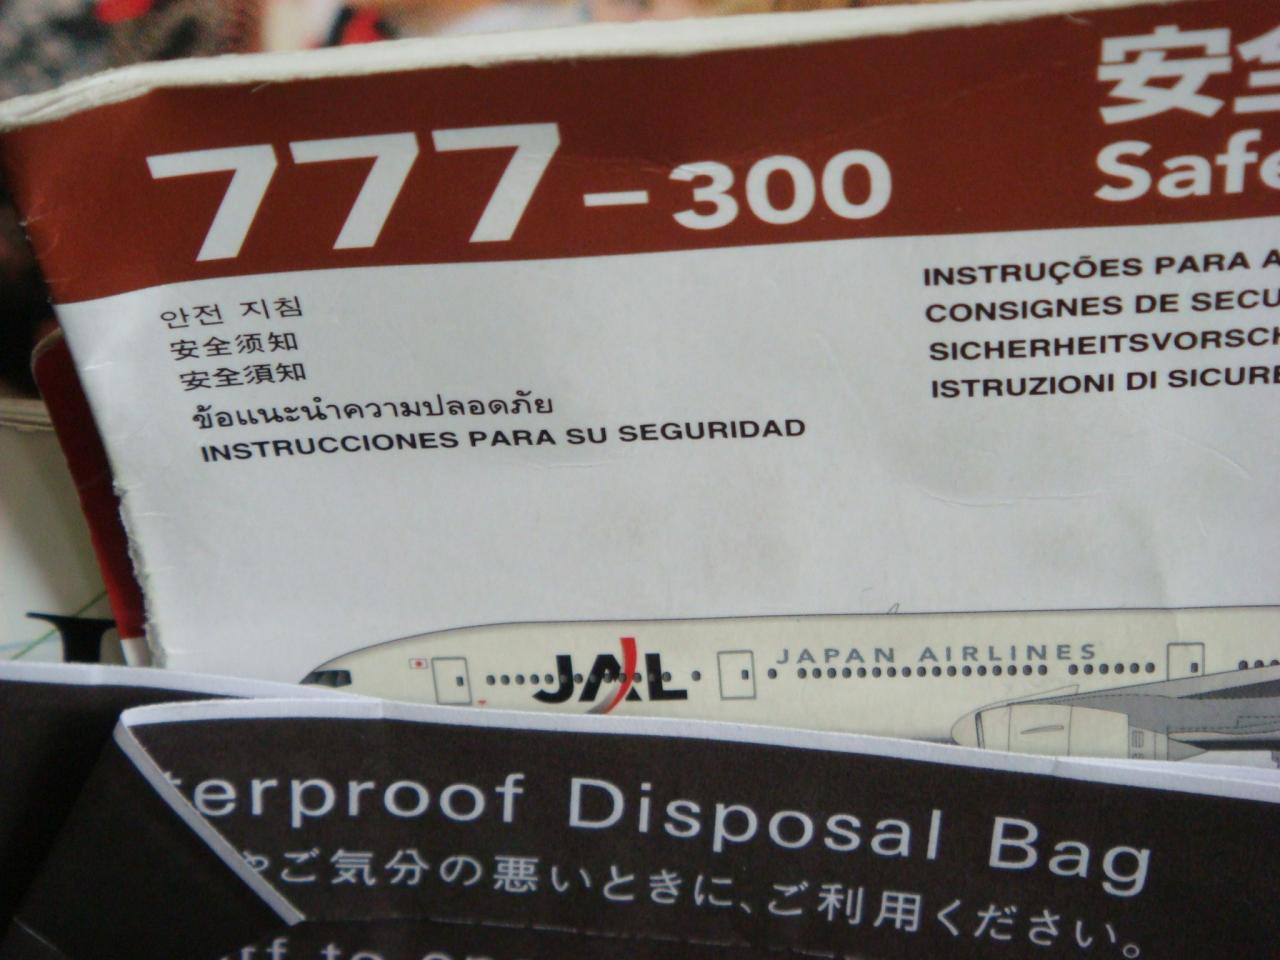 777-300
안전 지침
安全须知
安全須知
ข้อแนะนำความปลอดภัย
INSTRUCCIONES PARA SU SEGURIDAD
安
Safe
INSTRUÇÕES PARA A
CONSIGNES DE SECU
SICHERHEITSVORSCH
ISTRUZIONI DI SICURE
JAL
JAPAN AIRLINES
terproof Disposal Bag
やご気分の悪いときに、ご利用ください。